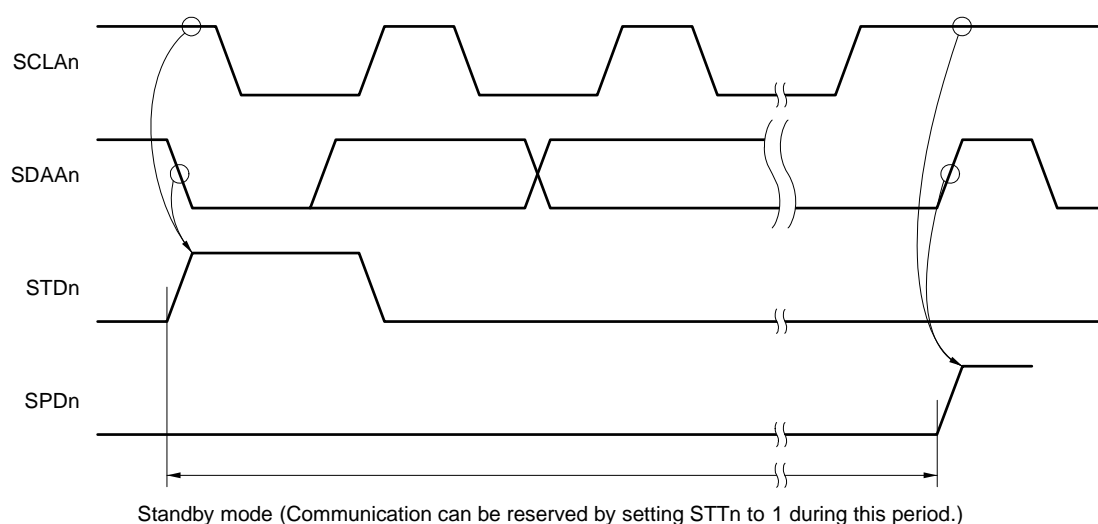 SCLAn
SDAAn
STDn
SPDn
Standby mode (Communication can be reserved by setting STTn to 1 during this period.)